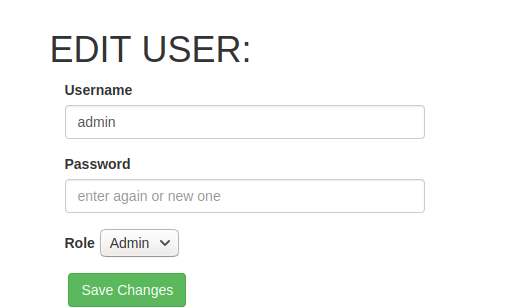 EDIT USER:
Username
admin
Password
enter again or new one
Role Admin
Save Changes